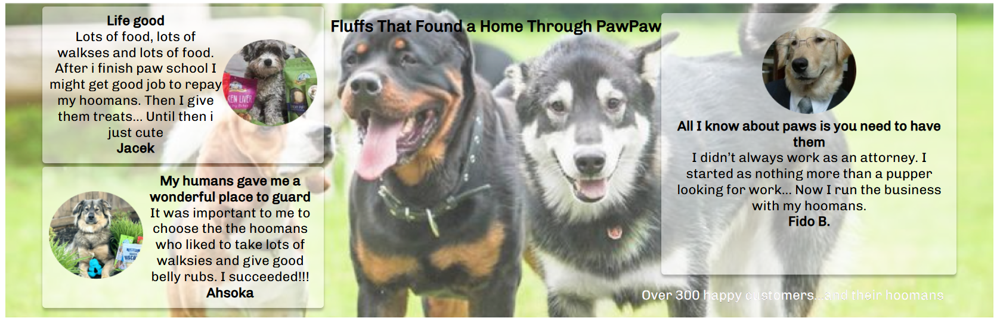 Fluffs That Found a Home Through PawPaw
Life good
Lots of food, lots of
walkses and lots of food.
After i finish paw school I
might get good job to repay
my hoomans. Then I give
them treats... Until then i
just cute
Jacek
KEN LIVER
My humans gave me a
wonderful place to guard
It was important to me to
choose the the hoomans
who liked to take lots of
walksies and give good
belly rubs. I succeeded!!!
Ahsoka
All I know about paws is you need to have
them
I didn’t always work as an attorney. I
started as nothing more than a pupper
looking for work... Now I run the business
with my hoomans.
Fido B.
Over 300 happy customers...and their hoomans